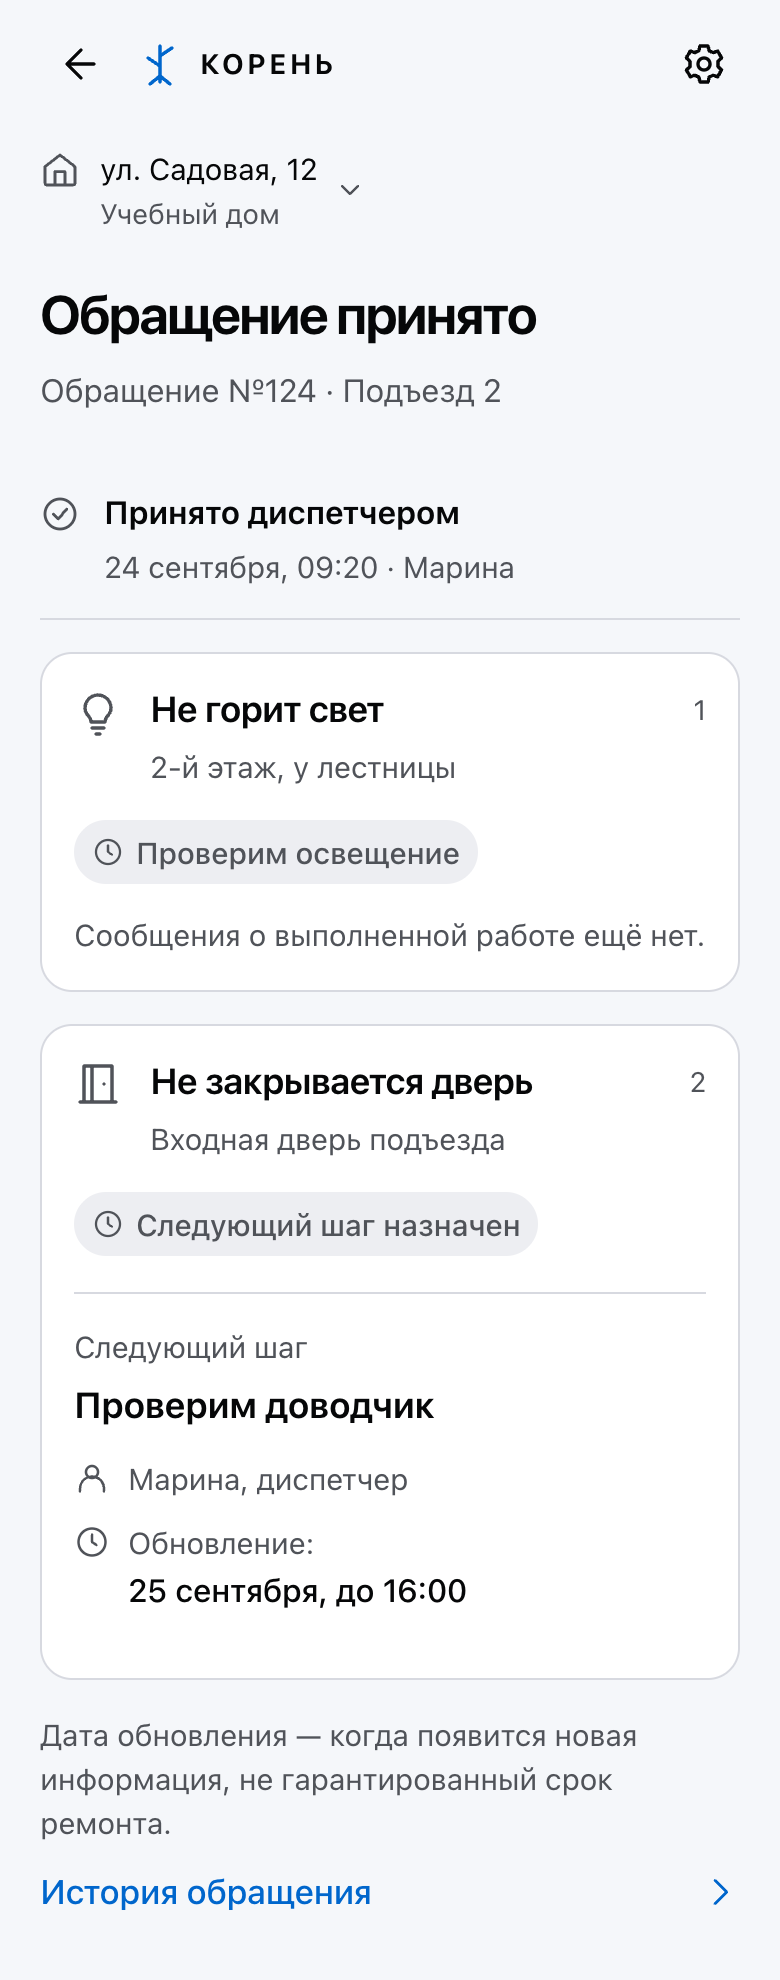 КОРЕНЬ
ул. Садовая, 12
Учебный дом
Обращение принято
Обращение №124 · Подъезд 2
Принято диспетчером
24 сентября, 09:20 · Марина
Не горит свет
1
2-й этаж, у лестницы
Проверим освещение
Сообщения о выполненной работе ещё нет.
Не закрывается дверь
2
Входная дверь подъезда
Следующий шаг назначен
Следующий шаг
Проверим доводчик
Марина, диспетчер
Обновление:
25 сентября, до 16:00
Дата обновления — когда появится новая
информация, не гарантированный срок
ремонта.
История обращения